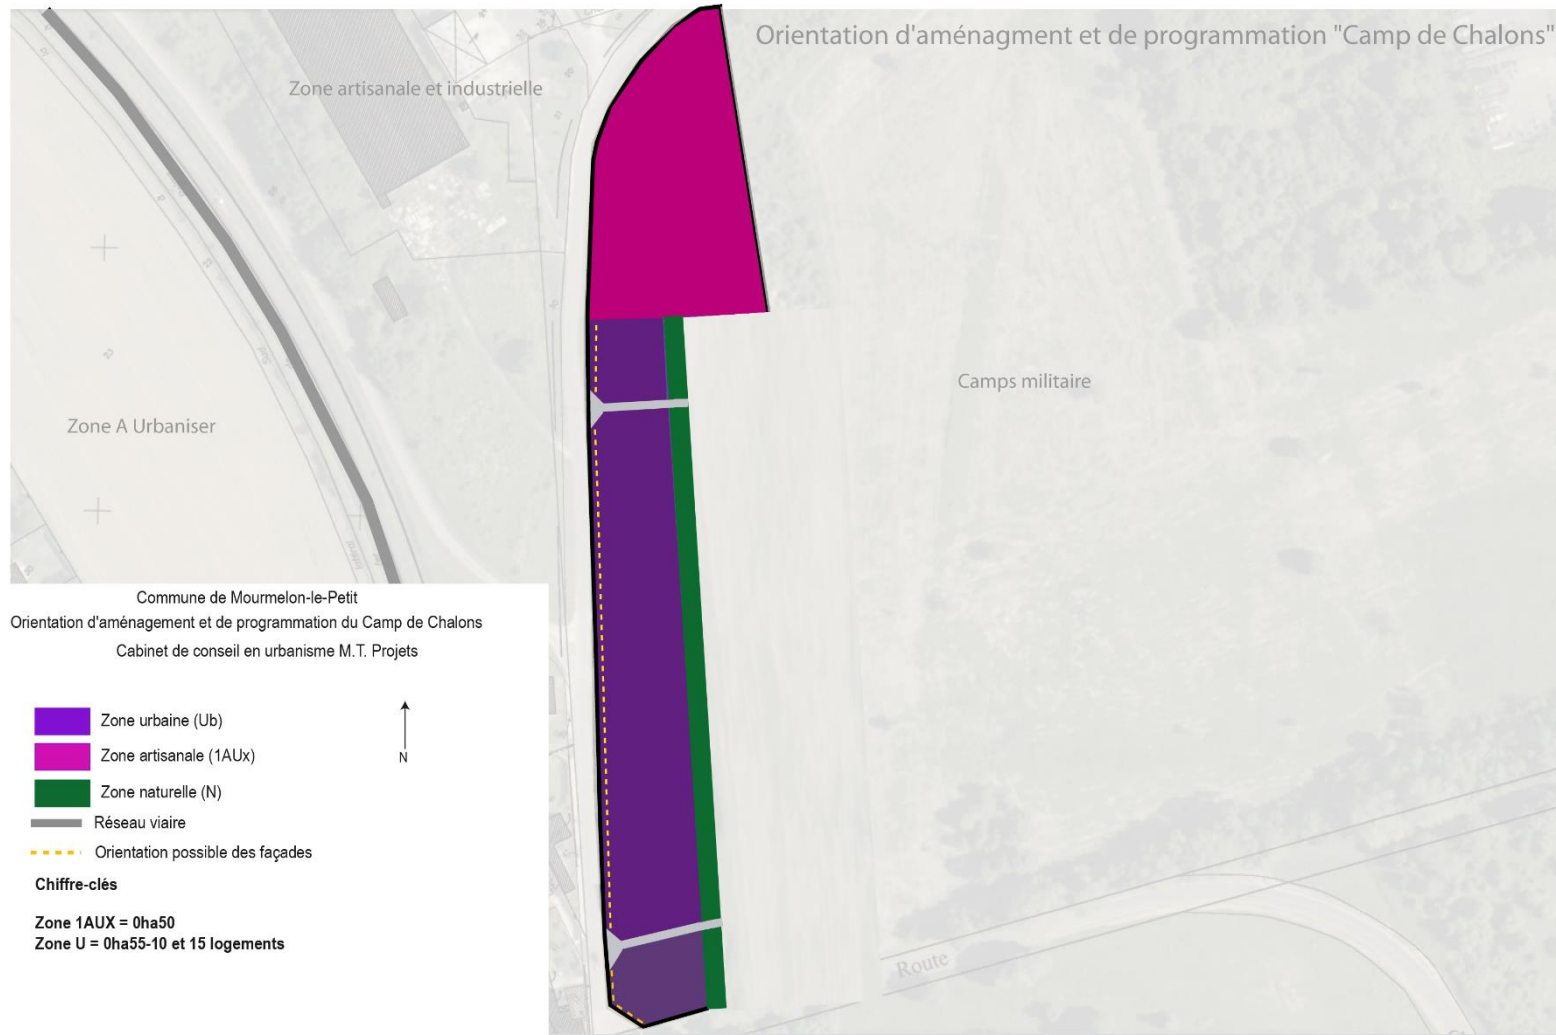 Orientation d'aménagment et de programmation "Camp de Chalons"
Zone artisanale et industrielle
Camps militaire
Zone A Urbaniser
Route
Commune de Mourmelon-le-Petit
Orientation d'aménagement et de programmation du Camp de Chalons
Cabinet de conseil en urbanisme M.T. Projets
Zone urbaine (Ub)
Zone artisanale (1AUx)
N
Zone naturelle (N)
Réseau viaire
Orientation possible des façades
Chiffre-clés
Zone 1AUX = 0ha50
Zone U = 0ha55-10 et 15 logements